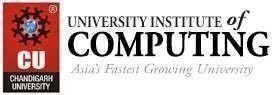 CU
CHANDIGARH
UNIVERSITY
®
UNIVERSITY INSTITUTE of
COMPUTING
Asia's Fastest Growing University